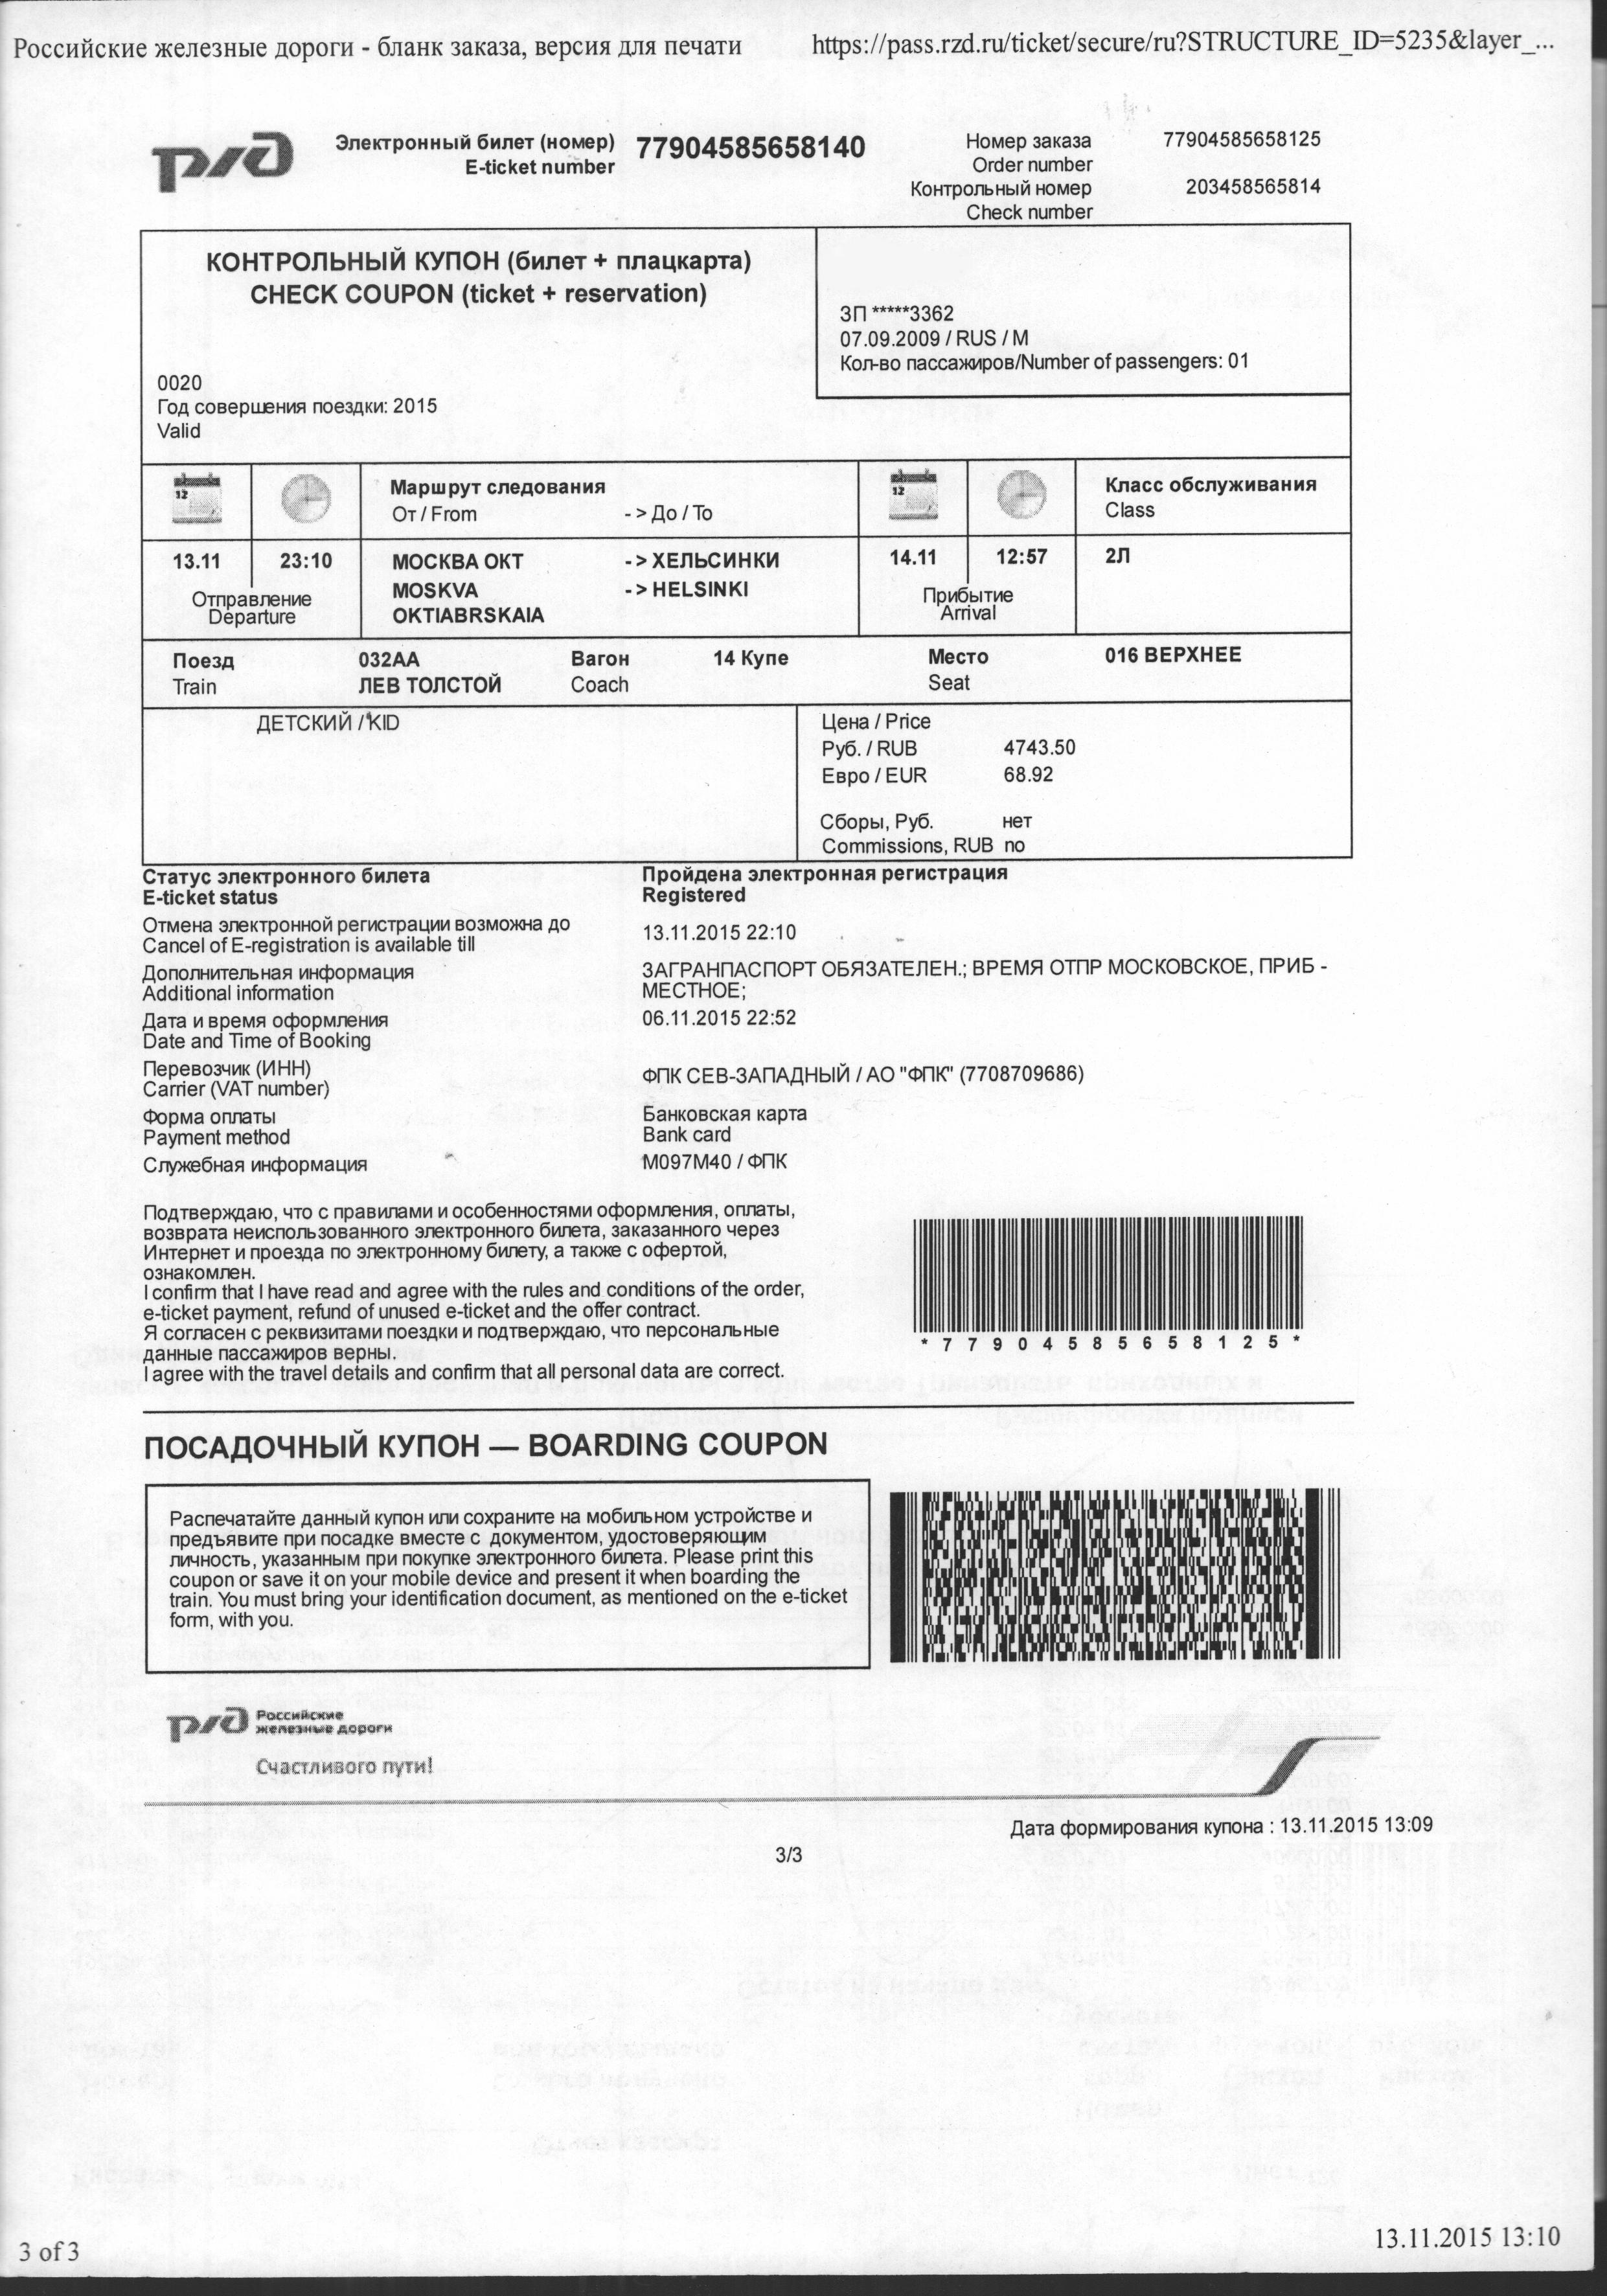 Российские железные дороги - бланк заказа, версия для печати https://pass.rzd.ru/ticket/secure/ru?STRUCTURE_ID=5235&layer_...
ржд
Электронный билет (номер) 77904585658140
E-ticket number
Номер заказа 77904585658125
Order number
Контрольный номер 203458565814
Check number
КОНТРОЛЬНЫЙ КУПОН (билет + плацкарта)
CHECK COUPON (ticket + reservation)
ЗП *****3362
07.09.2009 / RUS / M
Кол-во пассажиров/Number of passengers: 01
0020
Год совершения поездки: 2015
Valid
12
Маршрут следования
От / From - > До / To
12
Класс обслуживания
Class
13.11 23:10 МОСКВА ОКТ - > ХЕЛЬСИНКИ 14.11 12:57 2Л
MOSKVA - > HELSINKI
OKTIABRSKAIA
Отправление
Departure
Прибытие
Arrival
Поезд 032АА Вагон 14 Купе Место 016 ВЕРХНЕЕ
Train ЛЕВ ТОЛСТОЙ Coach Seat
ДЕТСКИЙ / KID
Цена / Price
Руб. / RUB 4743.50
Евро / EUR 68.92
Сборы, Руб. нет
Commissions, RUB no
Статус электронного билета Пройдена электронная регистрация
E-ticket status Registered
Отмена электронной регистрации возможна до
Cancel of E-registration is available till 13.11.2015 22:10
Дополнительная информация ЗАГРАНПАСПОРТ ОБЯЗАТЕЛЕН.; ВРЕМЯ ОТПР МОСКОВСКОЕ, ПРИБ -
Additional information МЕСТНОЕ;
Дата и время оформления 06.11.2015 22:52
Date and Time of Booking
Перевозчик (ИНН) ФПК СЕВ-ЗАПАДНЫЙ / АО "ФПК" (7708709686)
Carrier (VAT number)
Форма оплаты Банковская карта
Payment method Bank card
Служебная информация М097М40 / ФПК
Подтверждаю, что с правилами и особенностями оформления, оплаты,
возврата неиспользованного электронного билета, заказанного через
Интернет и проезда по электронному билету, а также с офертой,
ознакомлен.
I confirm that I have read and agree with the rules and conditions of the order,
e-ticket payment, refund of unused e-ticket and the offer contract.
Я согласен с реквизитами поездки и подтверждаю, что персональные
данные пассажиров верны.
I agree with the travel details and confirm that all personal data are correct.
* 7 7 9 0 4 5 8 5 6 5 8 1 2 5 *
ПОСАДОЧНЫЙ КУПОН — BOARDING COUPON
Распечатайте данный купон или сохраните на мобильном устройстве и
предъявите при посадке вместе с документом, удостоверяющим
личность, указанным при покупке электронного билета. Please print this
coupon or save it on your mobile device and present it when boarding the
train. You must bring your identification document, as mentioned on the e-ticket
form, with you.
ржд Российские
железные дороги
Счастливого пути!
Дата формирования купона : 13.11.2015 13:09
3/3
3 of 3 13.11.2015 13:10